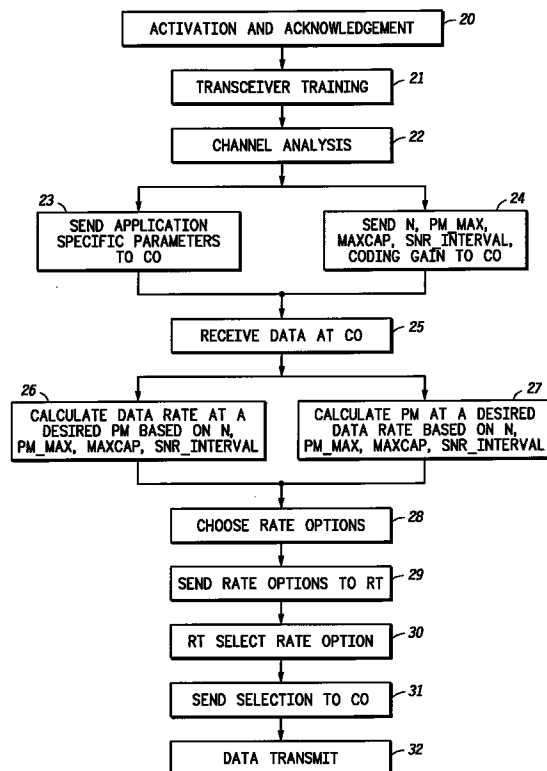 ACTIVATION AND ACKNOWLEDGEMENT
20
TRANSCEIVER TRAINING
21
CHANNEL ANALYSIS
22
23
SEND APPLICATION
SPECIFIC PARAMETERS
TO CO
24
SEND N, PM_MAX,
MAXCAP, SNR_INTERVAL,
CODING GAIN TO CO
RECEIVE DATA AT CO
25
26
CALCULATE DATA RATE AT A
DESIRED PM BASED ON N,
PM_MAX, MAXCAP, SNR_INTERVAL
27
CALCULATE PM AT A DESIRED
DATA RATE BASED ON N,
PM_MAX, MAXCAP, SNR_INTERVAL
CHOOSE RATE OPTIONS
28
SEND RATE OPTIONS TO RT
29
RT SELECT RATE OPTION
30
SEND SELECTION TO CO
31
DATA TRANSMIT
32